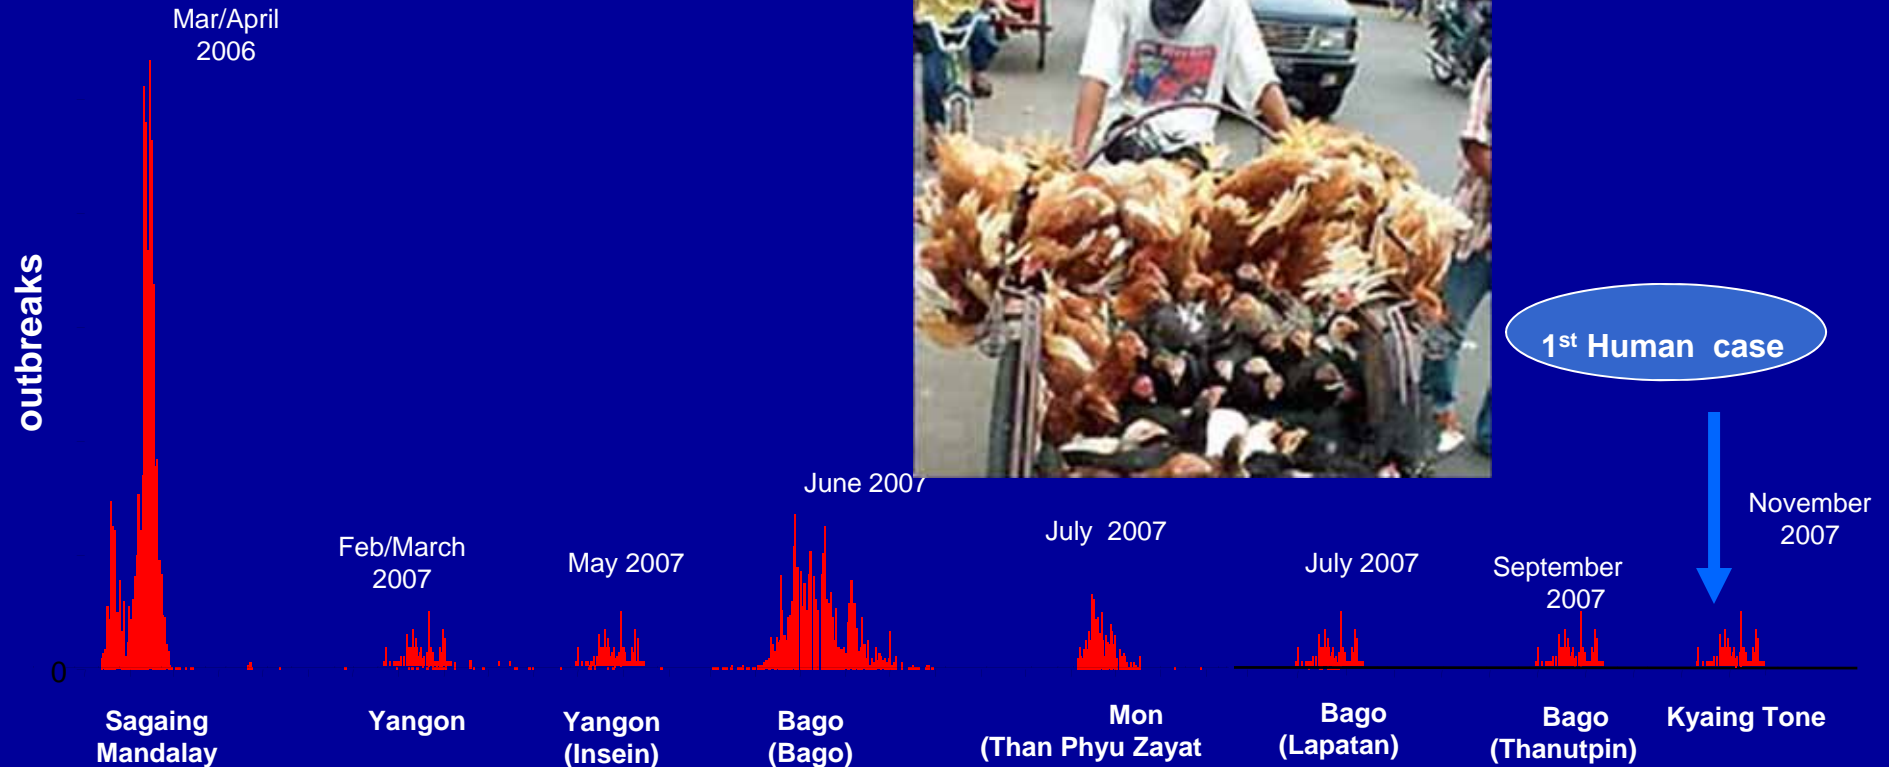 Mar/April
2006
outbreaks
1st Human case
June 2007
November
2007
July 2007
Feb/March
2007
May 2007
July 2007
September
2007
0
Sagaing
Mandalay
Yangon
Yangon
(Insein)
Bago
(Bago)
Mon
(Than Phyu Zayat
Bago
(Lapatan)
Bago
(Thanutpin)
Kyaing Tone